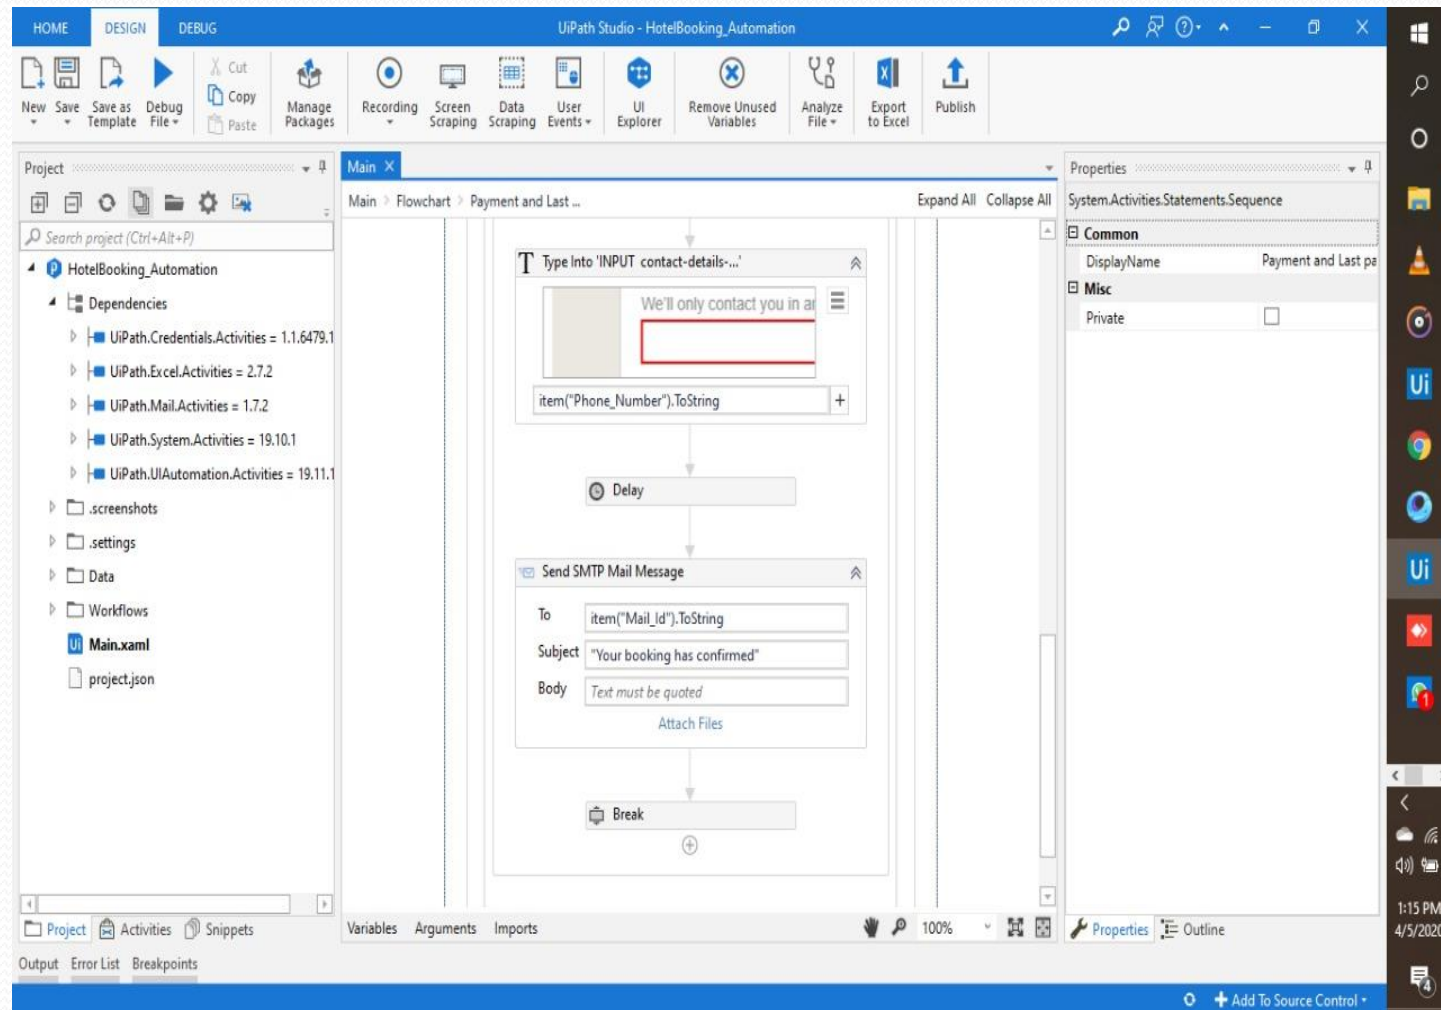 HOME DESIGN DEBUG UiPath Studio - HotelBooking_Automation
New Save Save as Template Debug File Cut Copy Paste Manage Packages Recording Screen Scraping Data Scraping User Events UI Explorer Remove Unused Variables Analyze File Export to Excel Publish
Project
Search project (Ctrl+Alt+P)
HotelBooking_Automation
Dependencies
UiPath.Credentials.Activities = 1.1.6479.1
UiPath.Excel.Activities = 2.7.2
UiPath.Mail.Activities = 1.7.2
UiPath.System.Activities = 19.10.1
UiPath.UIAutomation.Activities = 19.11.1
.screenshots
.settings
Data
Workflows
Ui Main.xaml
project.json
Project Activities Snippets
Main
Main > Flowchart > Payment and Last ... Expand All Collapse All
T Type Into 'INPUT contact-details-...'
We'll only contact you in an
item("Phone_Number").ToString
Delay
Send SMTP Mail Message
To item("Mail_Id").ToString
Subject "Your booking has confirmed"
Body Text must be quoted
Attach Files
Break
Variables Arguments Imports 100%
Properties
System.Activities.Statements.Sequence
Common
DisplayName Payment and Last pa
Misc
Private
Properties Outline
Output Error List Breakpoints
Add To Source Control
Ui
Ui
1
1:15 PM
4/5/2020
4